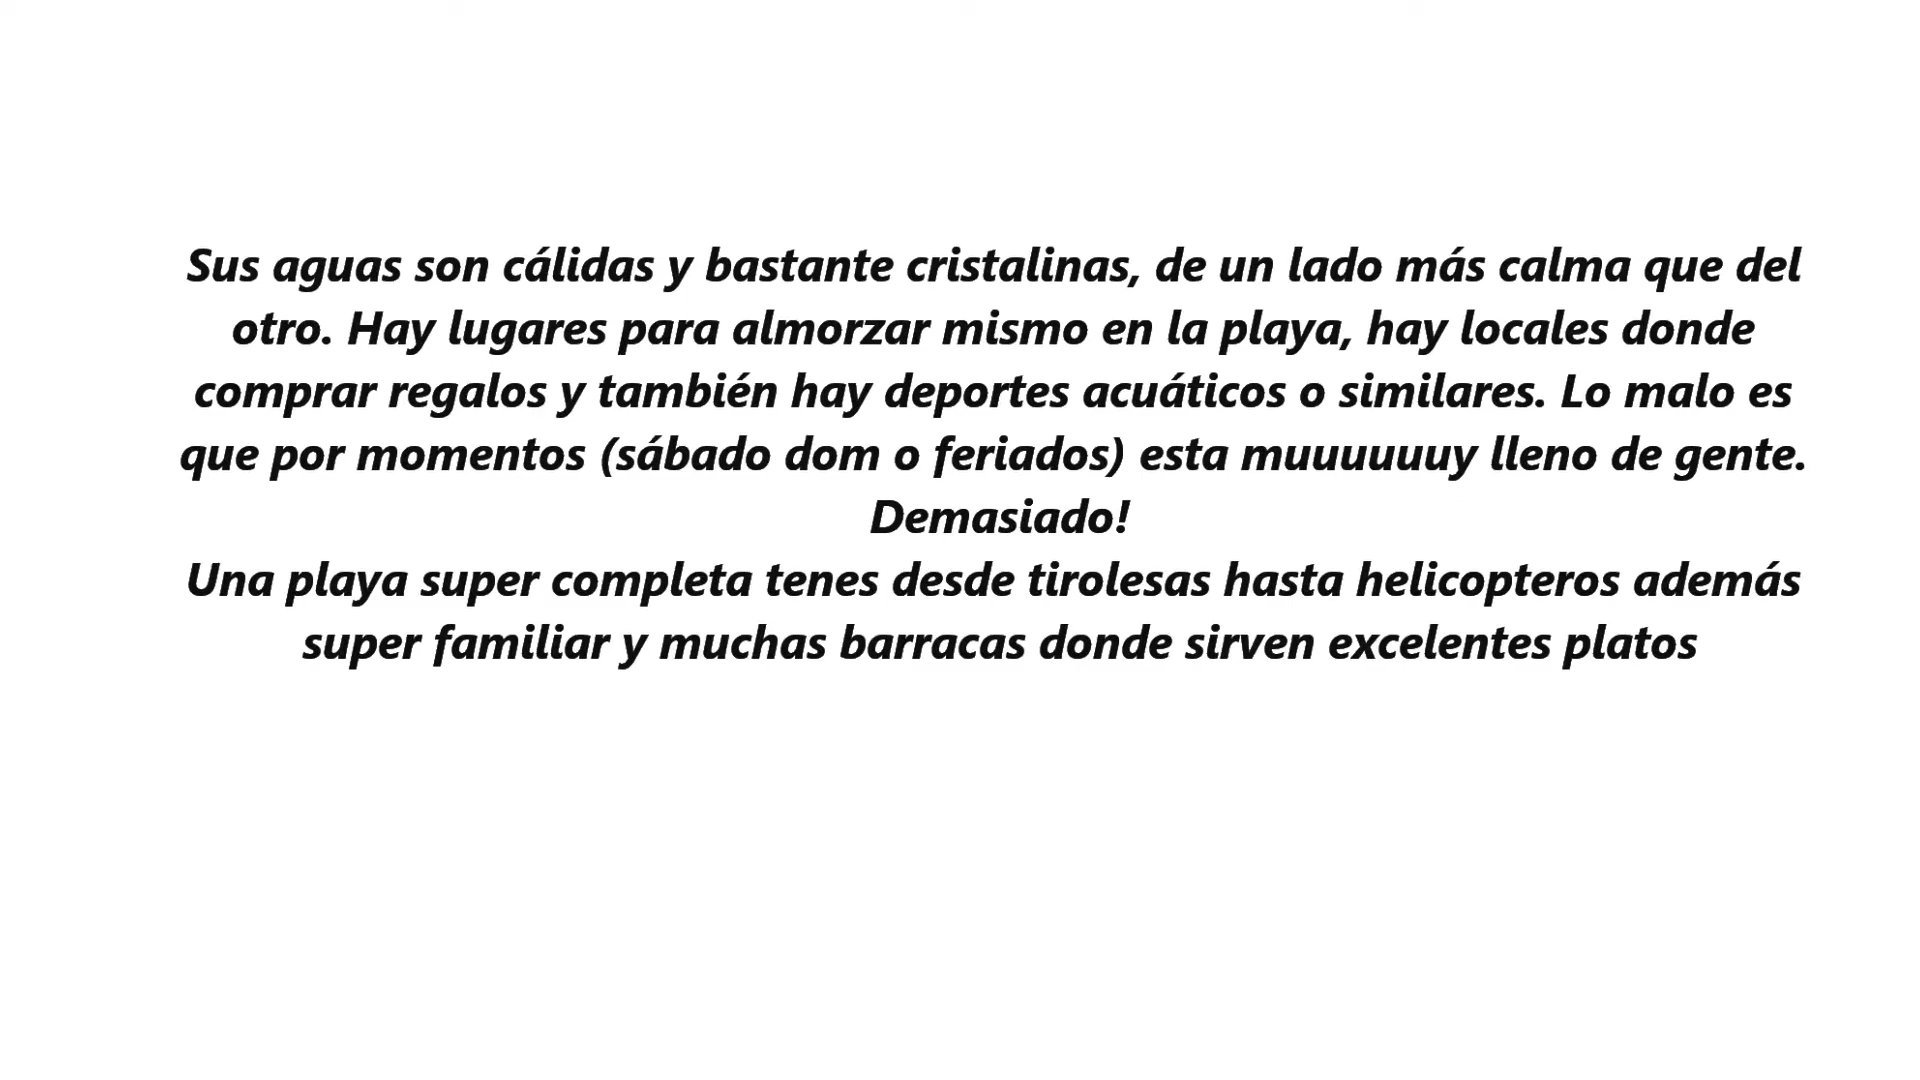 Sus aguas son cálidas y bastante cristalinas, de un lado más calma que del
otro. Hay lugares para almorzar mismo en la playa, hay locales donde
comprar regalos y también hay deportes acuáticos o similares. Lo malo es
que por momentos (sábado dom o feriados) esta muuuuuuy lleno de gente.
Demasiado!
Una playa super completa tenes desde tirolesas hasta helicopteros además
super familiar y muchas barracas donde sirven excelentes platos